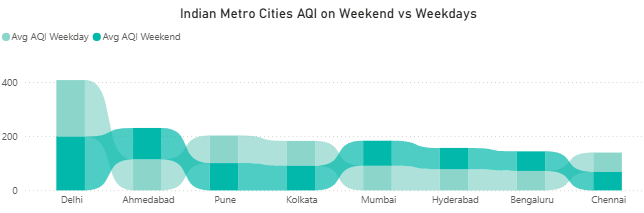 Indian Metro Cities AQI on Weekend vs Weekdays
Avg AQI Weekday Avg AQI Weekend
400
200
0
Delhi Ahmedabad Pune Kolkata Mumbai Hyderabad Bengaluru Chennai